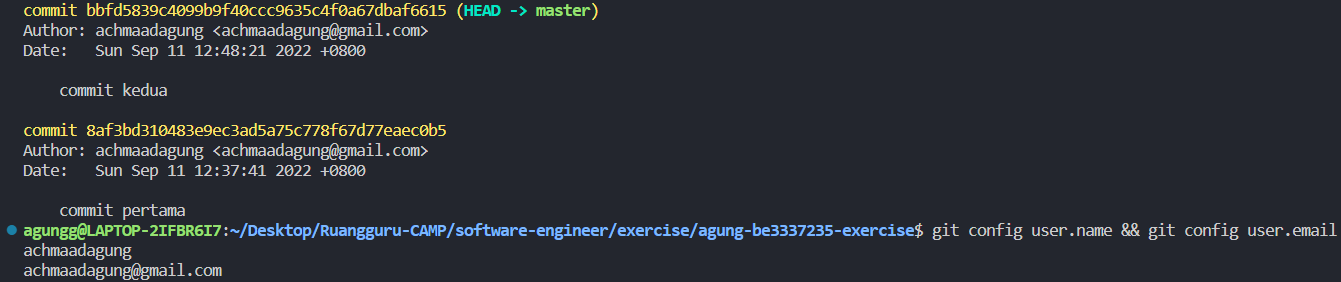 commit bbfd5839c4099b9f40ccc9635c4f0a67dbaf6615 (HEAD -> master)
Author: achmaadagung <achmaadagung@gmail.com>
Date:   Sun Sep 11 12:48:21 2022 +0800
    commit kedua
commit 8af3bd310483e9ec3ad5a75c778f67d77eaec0b5
Author: achmaadagung <achmaadagung@gmail.com>
Date:   Sun Sep 11 12:37:41 2022 +0800
    commit pertama
agungg@LAPTOP-2IFBR6I7:~/Desktop/Ruangguru-CAMP/software-engineer/exercise/agung-be3337235-exercise$ git config user.name && git config user.email
achmaadagung
achmaadagung@gmail.com